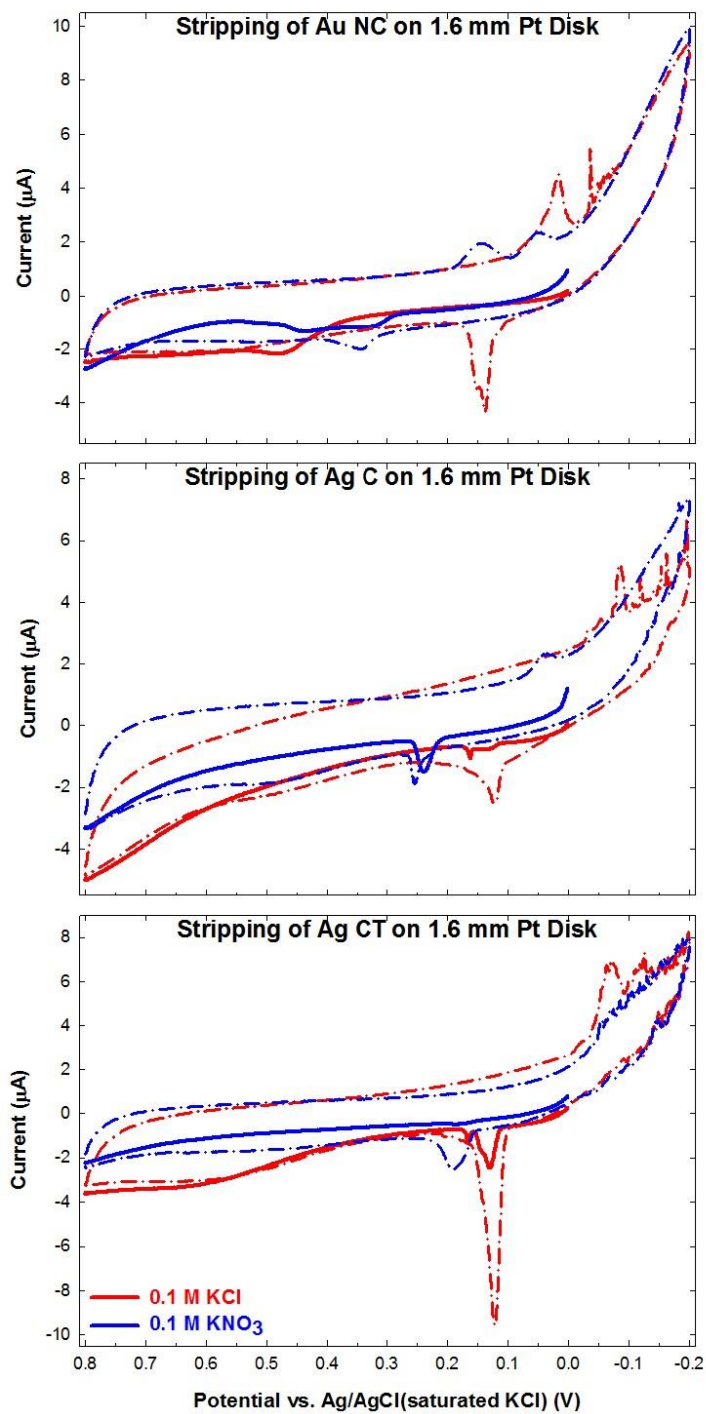 Stripping of Au NC on 1.6 mm Pt Disk
10
8
6
4
2
0
-2
-4
Current (µA)
Stripping of Ag C on 1.6 mm Pt Disk
8
6
4
2
0
-2
-4
Current (µA)
Stripping of Ag CT on 1.6 mm Pt Disk
8
6
4
2
0
-2
-4
-6
-8
-10
Current (µA)
0.1 M KCl
0.1 M KNO3
0.8 0.7 0.6 0.5 0.4 0.3 0.2 0.1 0.0 -0.1 -0.2
Potential vs. Ag/AgCl(saturated KCl) (V)